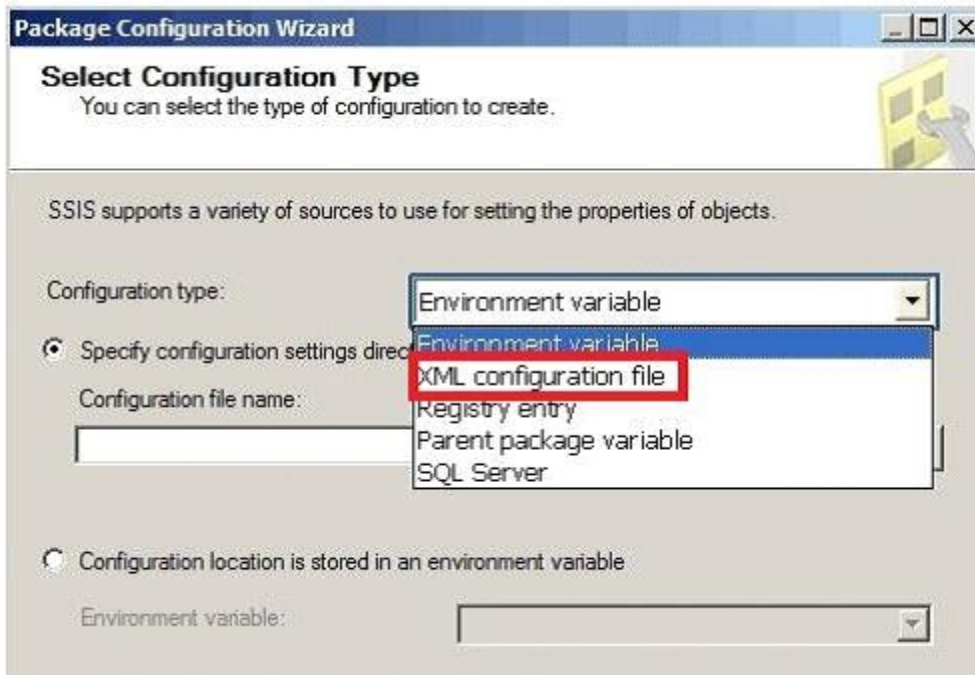 Package Configuration Wizard
Select Configuration Type
You can select the type of configuration to create.
SSIS supports a variety of sources to use for setting the properties of objects.
Configuration type:
Environment variable
Environment variable
Specify configuration settings direc
XML configuration file
Configuration file name:
Registry entry
Parent package variable
SQL Server
Configuration location is stored in an environment variable
Environment variable: